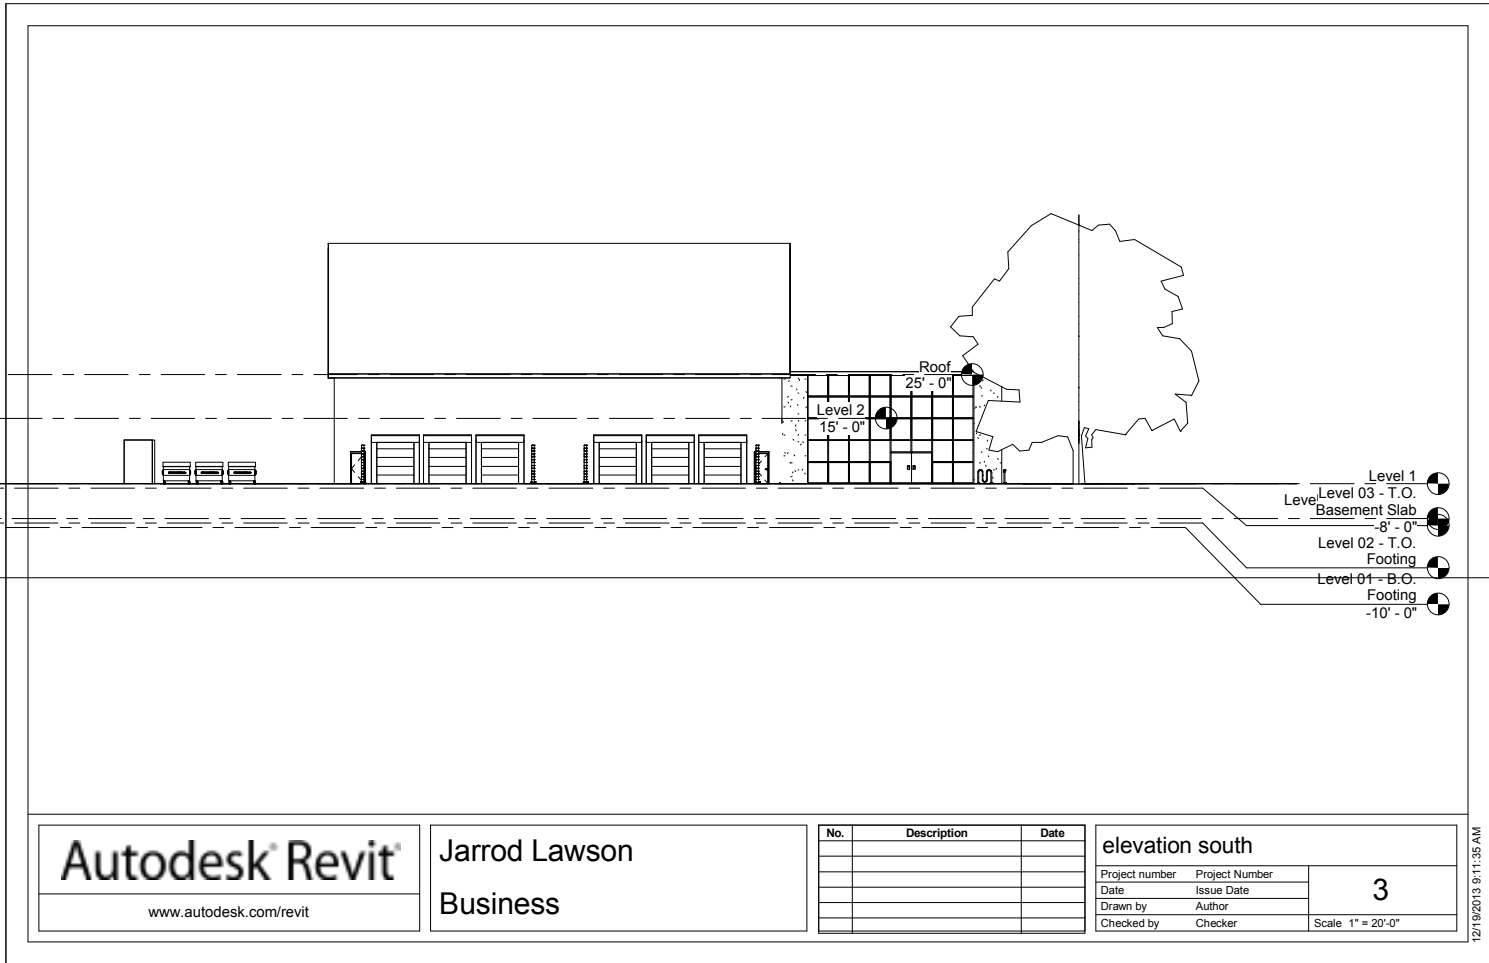 Roof
25' - 0"
Level 2
15' - 0"
Level 1
Level 03 - T.O.
Basement Slab
-8' - 0"
Level 02 - T.O.
Footing
Level 01 - B.O.
Footing
-10' - 0"
Autodesk® Revit®
www.autodesk.com/revit
Jarrod Lawson
Business
No. Description Date
elevation south
Project number Project Number
Date Issue Date
Drawn by Author
Checked by Checker
3
Scale 1" = 20'-0"
12/19/2013 9:11:35 AM